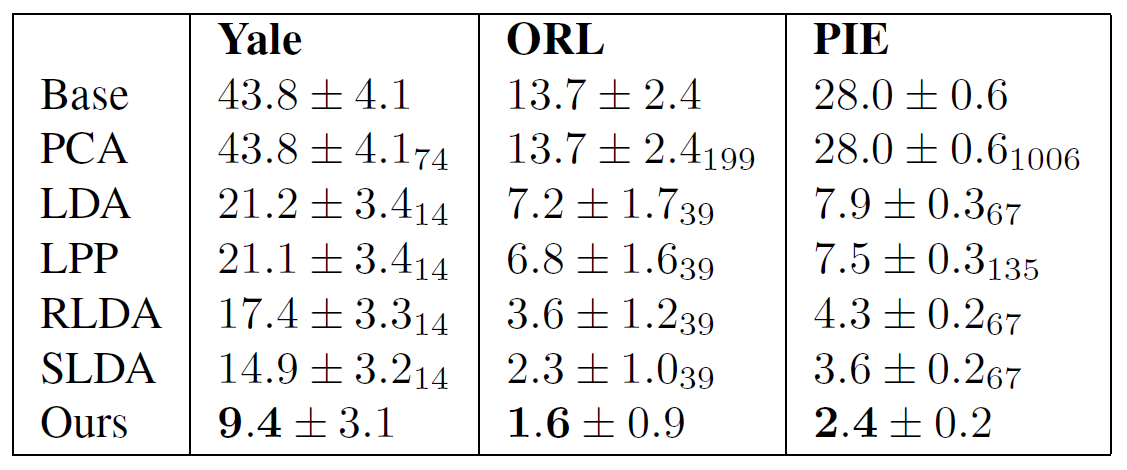 Yale ORL PIE
Base 43.8 ± 4.1 13.7 ± 2.4 28.0 ± 0.6
PCA 43.8 ± 4.1₇₄ 13.7 ± 2.4₁₉₉ 28.0 ± 0.6₁₀₀₆
LDA 21.2 ± 3.4₁₄ 7.2 ± 1.7₃₉ 7.9 ± 0.3₆₇
LPP 21.1 ± 3.4₁₄ 6.8 ± 1.6₃₉ 7.5 ± 0.3₁₃₅
RLDA 17.4 ± 3.3₁₄ 3.6 ± 1.2₃₉ 4.3 ± 0.2₆₇
SLDA 14.9 ± 3.2₁₄ 2.3 ± 1.0₃₉ 3.6 ± 0.2₆₇
Ours 9.4 ± 3.1 1.6 ± 0.9 2.4 ± 0.2